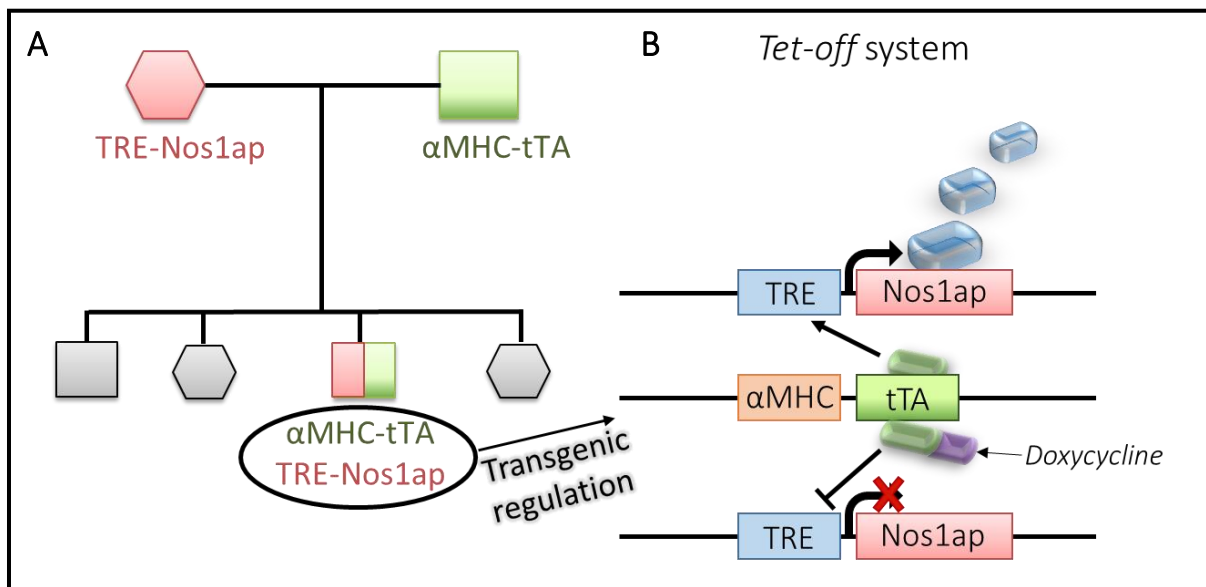 A
TRE-Nos1ap
αMHC-tTA
αMHC-tTA
TRE-Nos1ap
Transgenic
regulation
B
Tet-off system
TRE
Nos1ap
αMHC
tTA
Doxycycline
TRE
Nos1ap